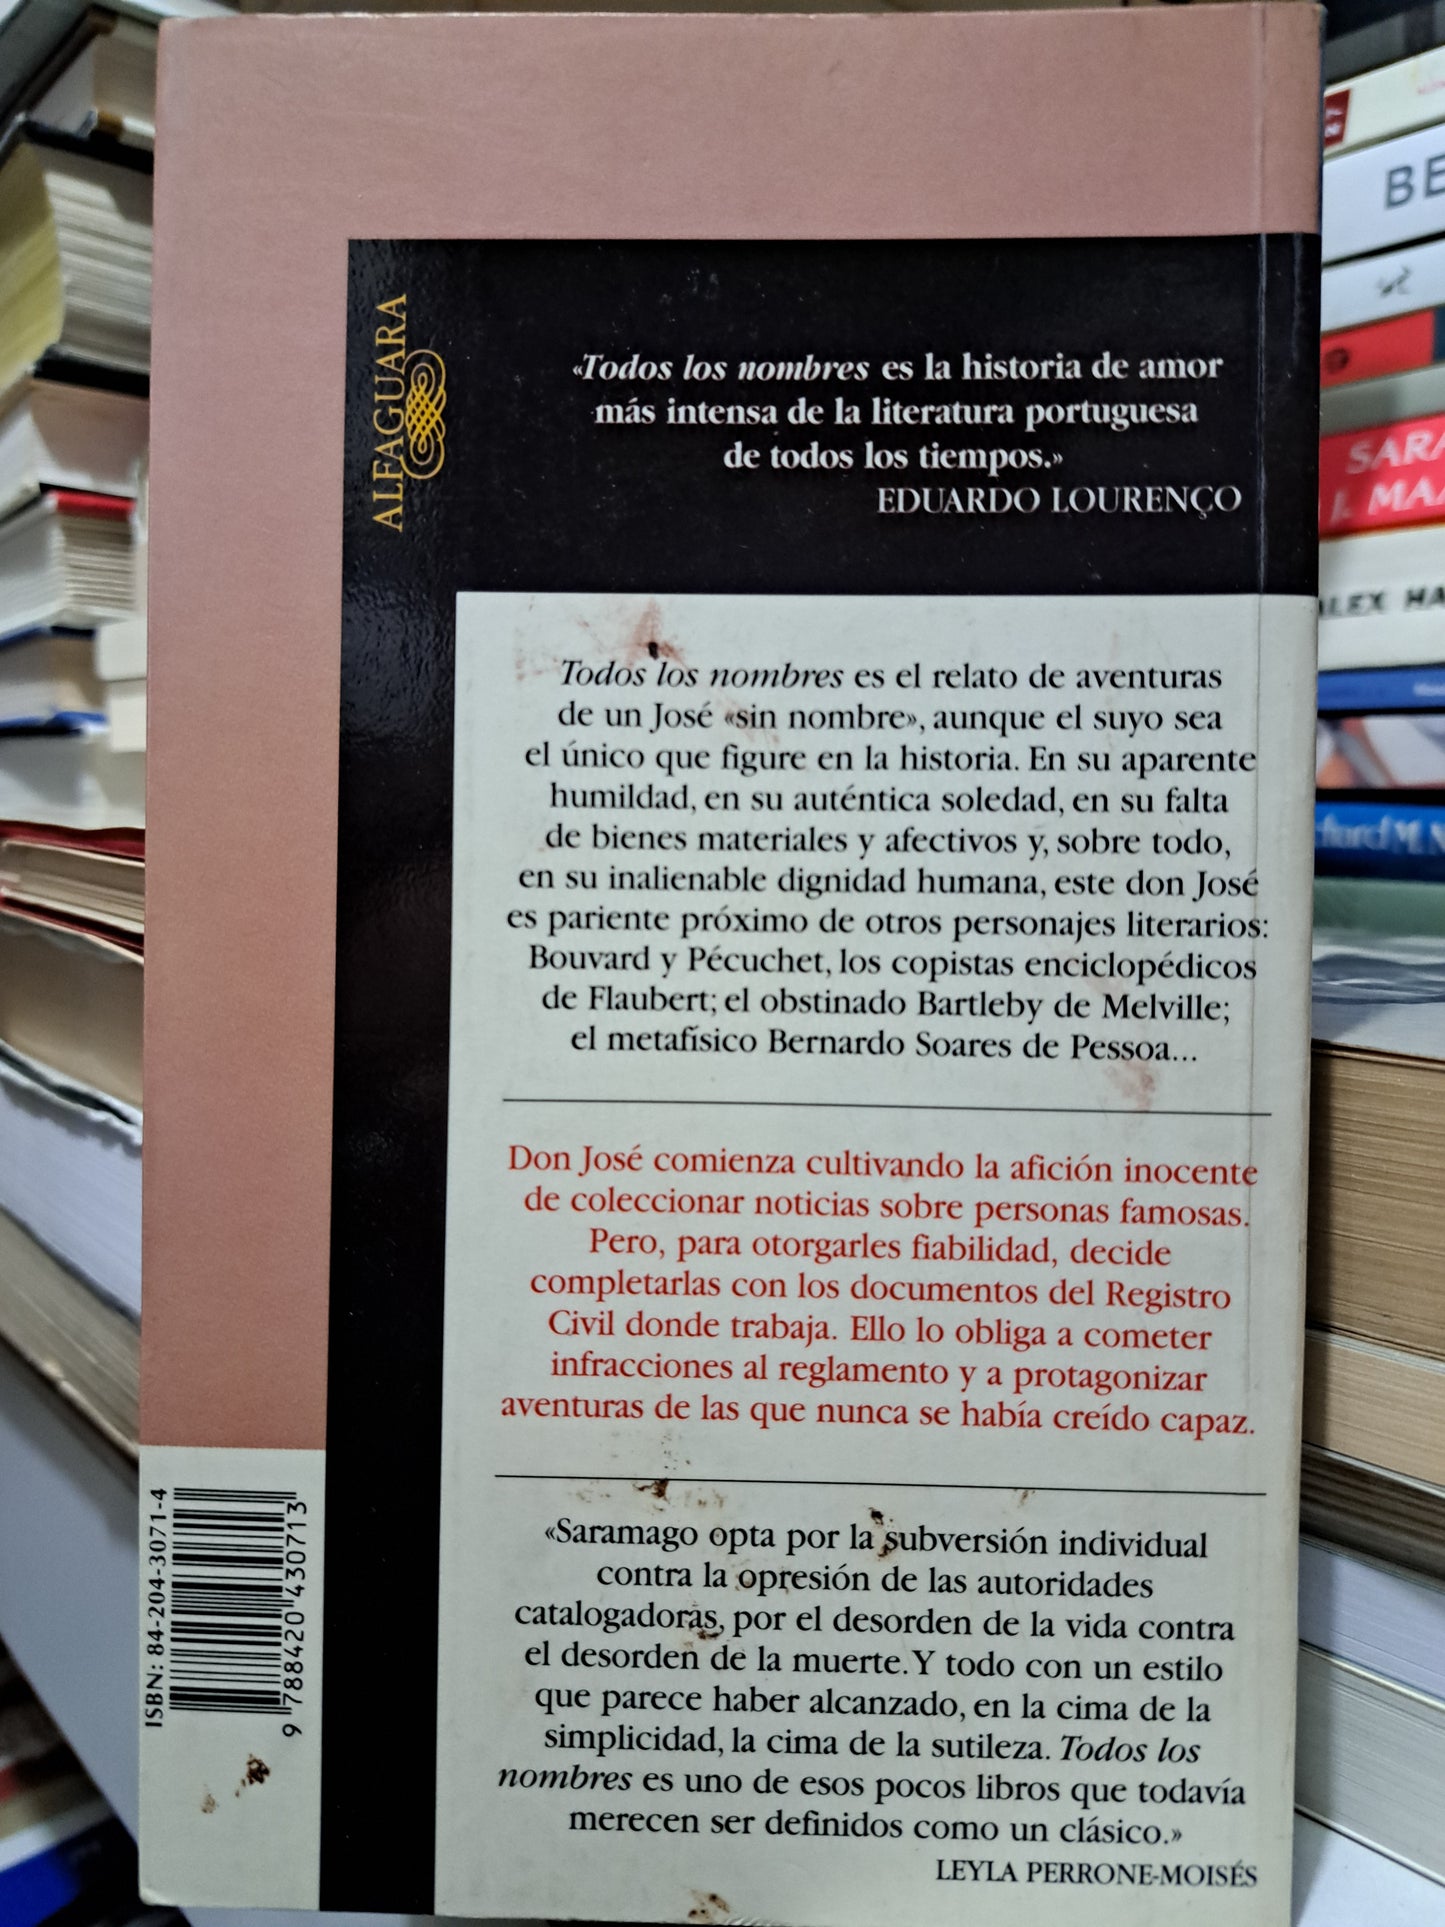 ALFAGUARA
«Todos los nombres es la historia de amor
más intensa de la literatura portuguesa
de todos los tiempos.»
EDUARDO LOURENÇO
Todos los nombres es el relato de aventuras
de un José «sin nombre», aunque el suyo sea
el único que figure en la historia. En su aparente
humildad, en su auténtica soledad, en su falta
de bienes materiales y afectivos y, sobre todo,
en su inalienable dignidad humana, este don José
es pariente próximo de otros personajes literarios:
Bouvard y Pécuchet, los copistas enciclopédicos
de Flaubert; el obstinado Bartleby de Melville;
el metafísico Bernardo Soares de Pessoa...
Don José comienza cultivando la afición inocente
de coleccionar noticias sobre personas famosas.
Pero, para otorgarles fiabilidad, decide
completarlas con los documentos del Registro
Civil donde trabaja. Ello lo obliga a cometer
infracciones al reglamento y a protagonizar
aventuras de las que nunca se había creído capaz.
«Saramago opta por la subversión individual
contra la opresión de las autoridades
catalogadoras, por el desorden de la vida contra
el desorden de la muerte. Y todo con un estilo
que parece haber alcanzado, en la cima de la
simplicidad, la cima de la sutileza. Todos los
nombres es uno de esos pocos libros que todavía
merecen ser definidos como un clásico.»
LEYLA PERRONE-MOISÉS
ISBN: 84-204-3071-4
9 788420 430713
BE
SARA
J. MA
ALEX HA